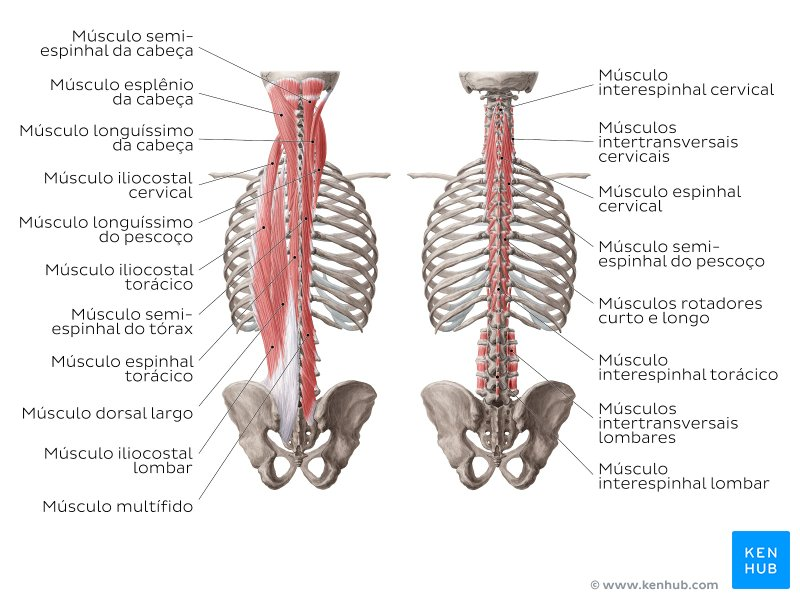 Músculo semi-
espinhal da cabeça
Músculo esplênio
da cabeça
Músculo longuíssimo
da cabeça
Músculo iliocostal
cervical
Músculo longuíssimo
do pescoço
Músculo iliocostal
torácico
Músculo semi-
espinhal do tórax
Músculo espinhal
torácico
Músculo dorsal largo
Músculo iliocostal
lombar
Músculo multífido
Músculo
interespinhal cervical
Músculos
intertransversais
cervicais
Músculo espinhal
cervical
Músculo semi-
espinhal do pescoço
Músculos rotadores
curto e longo
Músculo
interespinhal torácico
Músculos
intertransversais
lombares
Músculo
interespinhal lombar
KEN
HUB
© www.kenhub.com